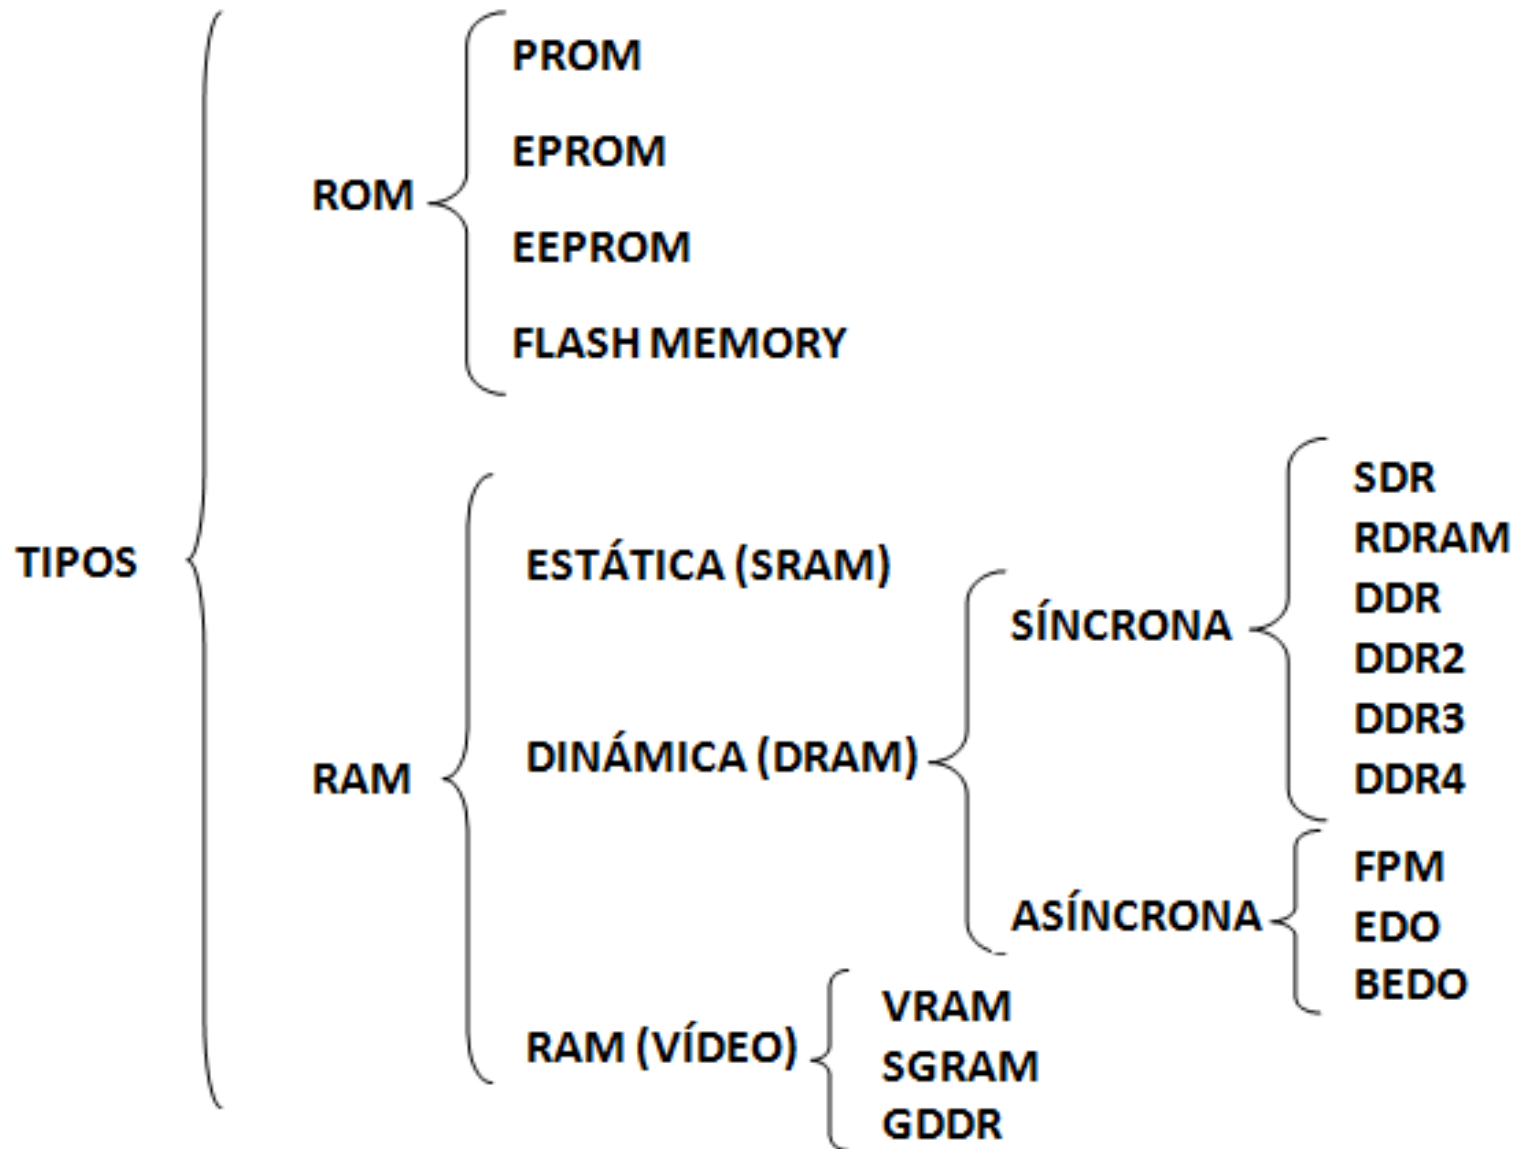 TIPOS
ROM
PROM
EPROM
EEPROM
FLASH MEMORY
RAM
ESTÁTICA (SRAM)
DINÁMICA (DRAM)
SÍNCRONA
SDR
RDRAM
DDR
DDR2
DDR3
DDR4
ASÍNCRONA
FPM
EDO
BEDO
RAM (VÍDEO)
VRAM
SGRAM
GDDR